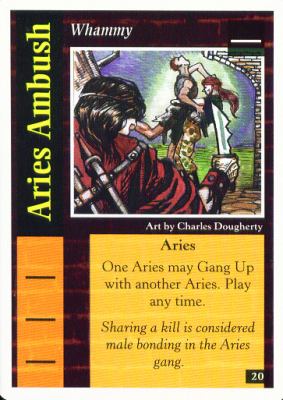 Aries Ambush
Whammy
Art by Charles Dougherty
Aries
One Aries may Gang Up
with another Aries. Play
any time.
Sharing a kill is considered
male bonding in the Aries
gang.
20